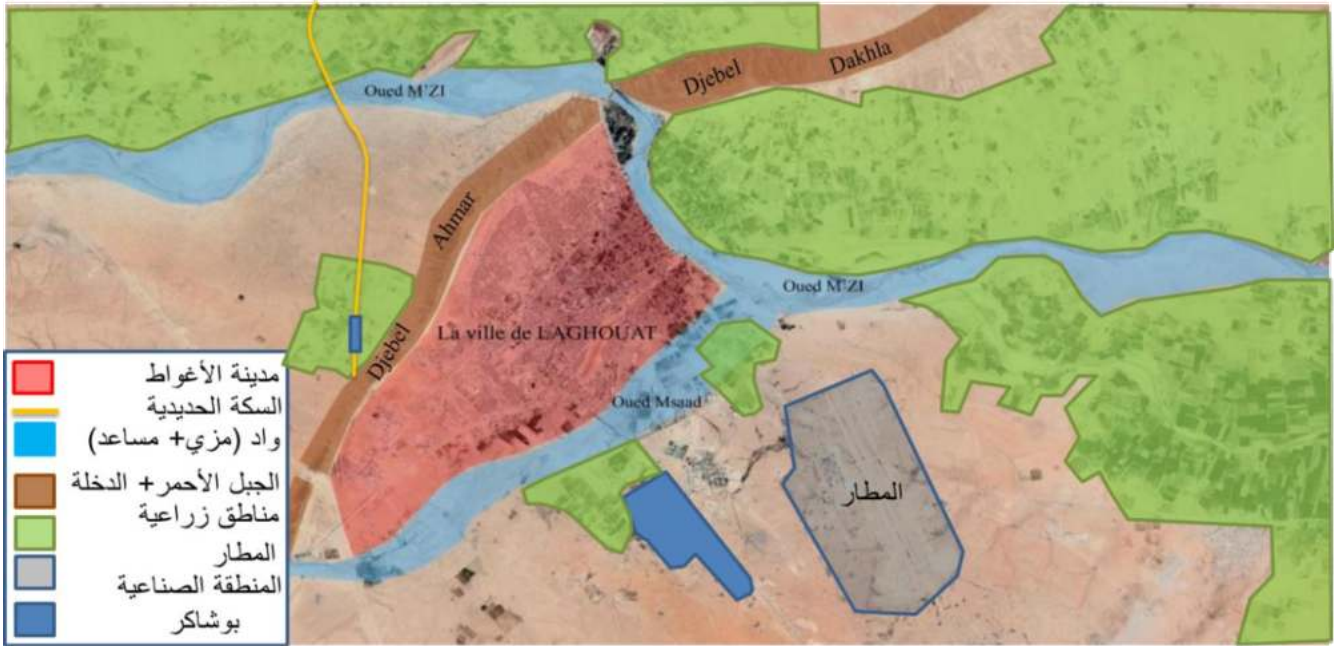 Oued M'ZI
Djebel
Dakhla
Ahmar
Djebel
La ville de LAGHOUAT
Oued M'ZI
Oued Msaad
المطار
مدينة الأغواط
السكة الحديدية
واد (مزي+ مساعد)
الجبل الأحمر+ الدخلة
مناطق زراعية
المطار
المنطقة الصناعية
بوشاكر